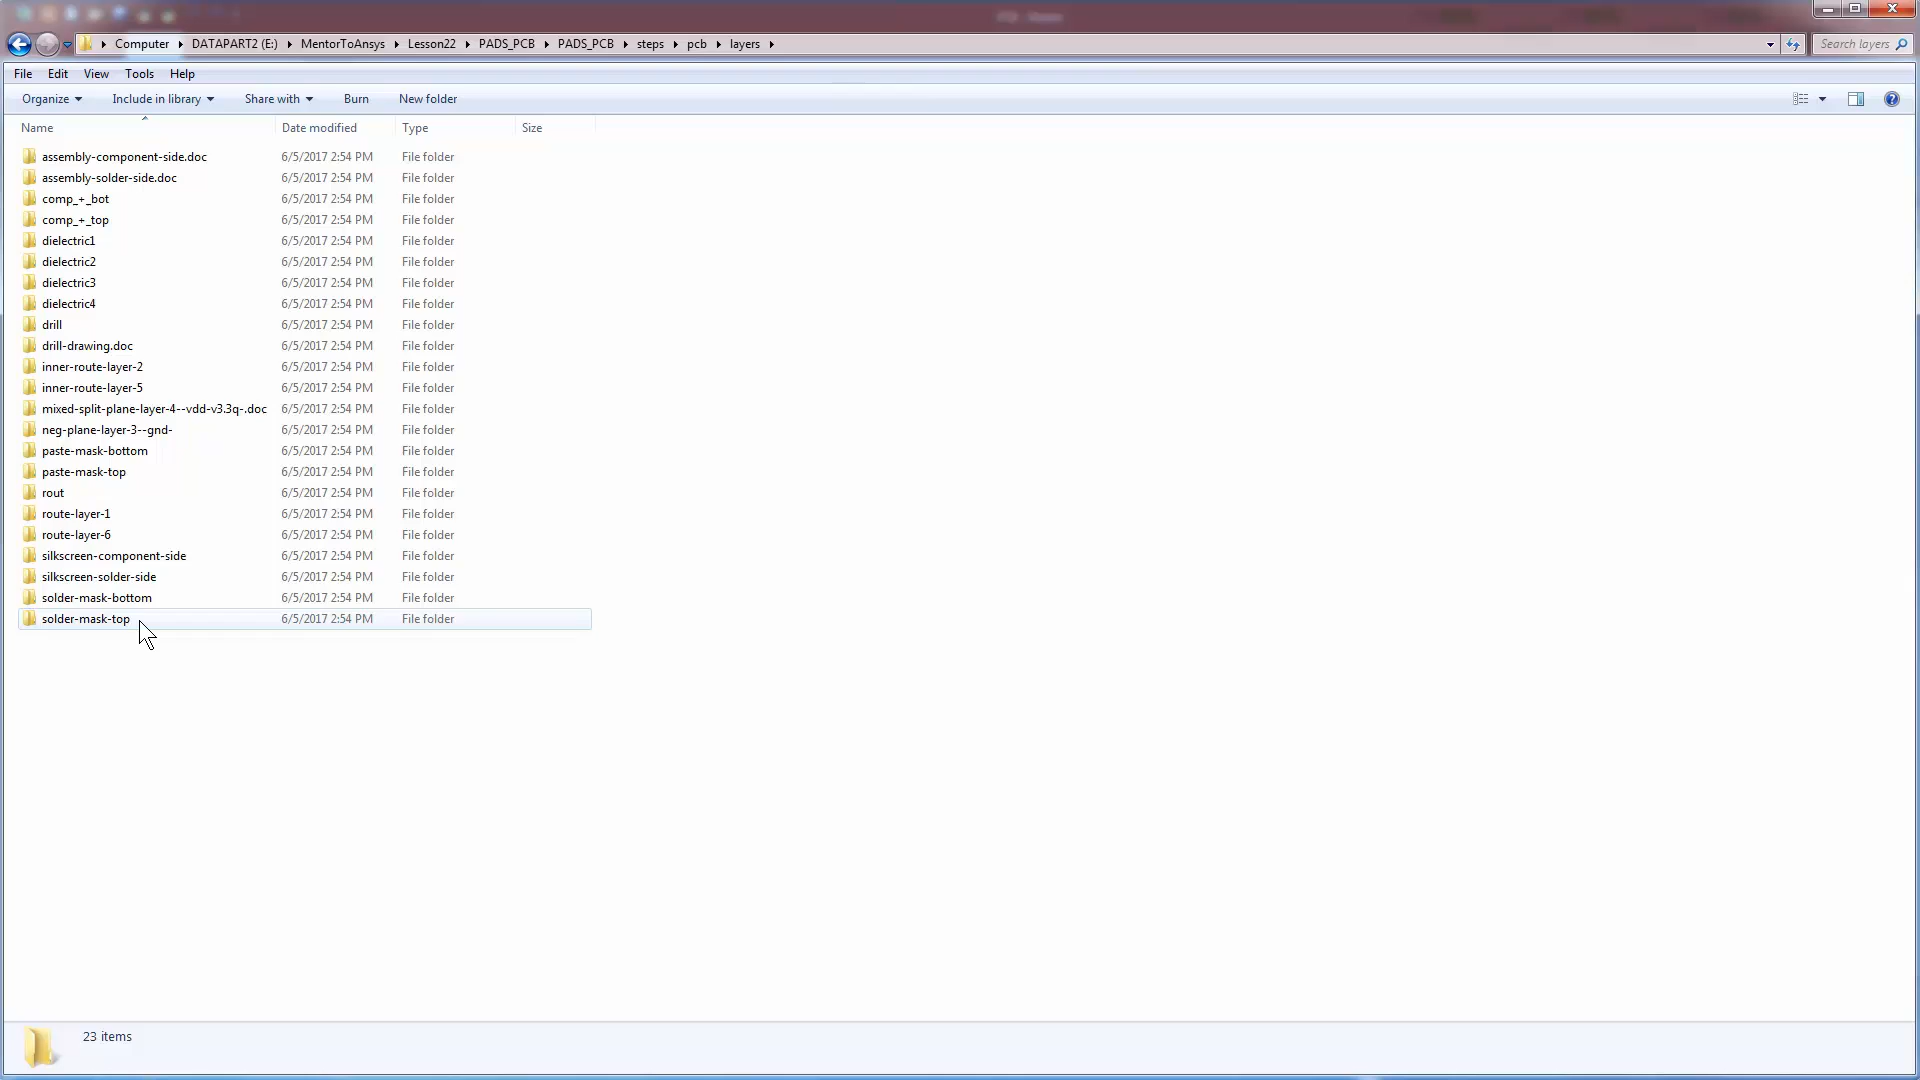 Computer DATAPART2 (E:) MentorToAnsys Lesson22 PADS_PCB PADS_PCB steps pcb layers Search layers
File Edit View Tools Help
Organize Include in library Share with Burn New folder
Name Date modified Type Size
assembly-component-side.doc 6/5/2017 2:54 PM File folder
assembly-solder-side.doc 6/5/2017 2:54 PM File folder
comp_+_bot 6/5/2017 2:54 PM File folder
comp_+_top 6/5/2017 2:54 PM File folder
dielectric1 6/5/2017 2:54 PM File folder
dielectric2 6/5/2017 2:54 PM File folder
dielectric3 6/5/2017 2:54 PM File folder
dielectric4 6/5/2017 2:54 PM File folder
drill 6/5/2017 2:54 PM File folder
drill-drawing.doc 6/5/2017 2:54 PM File folder
inner-route-layer-2 6/5/2017 2:54 PM File folder
inner-route-layer-5 6/5/2017 2:54 PM File folder
mixed-split-plane-layer-4--vdd-v3.3q-.doc 6/5/2017 2:54 PM File folder
neg-plane-layer-3--gnd- 6/5/2017 2:54 PM File folder
paste-mask-bottom 6/5/2017 2:54 PM File folder
paste-mask-top 6/5/2017 2:54 PM File folder
rout 6/5/2017 2:54 PM File folder
route-layer-1 6/5/2017 2:54 PM File folder
route-layer-6 6/5/2017 2:54 PM File folder
silkscreen-component-side 6/5/2017 2:54 PM File folder
silkscreen-solder-side 6/5/2017 2:54 PM File folder
solder-mask-bottom 6/5/2017 2:54 PM File folder
solder-mask-top 6/5/2017 2:54 PM File folder
23 items